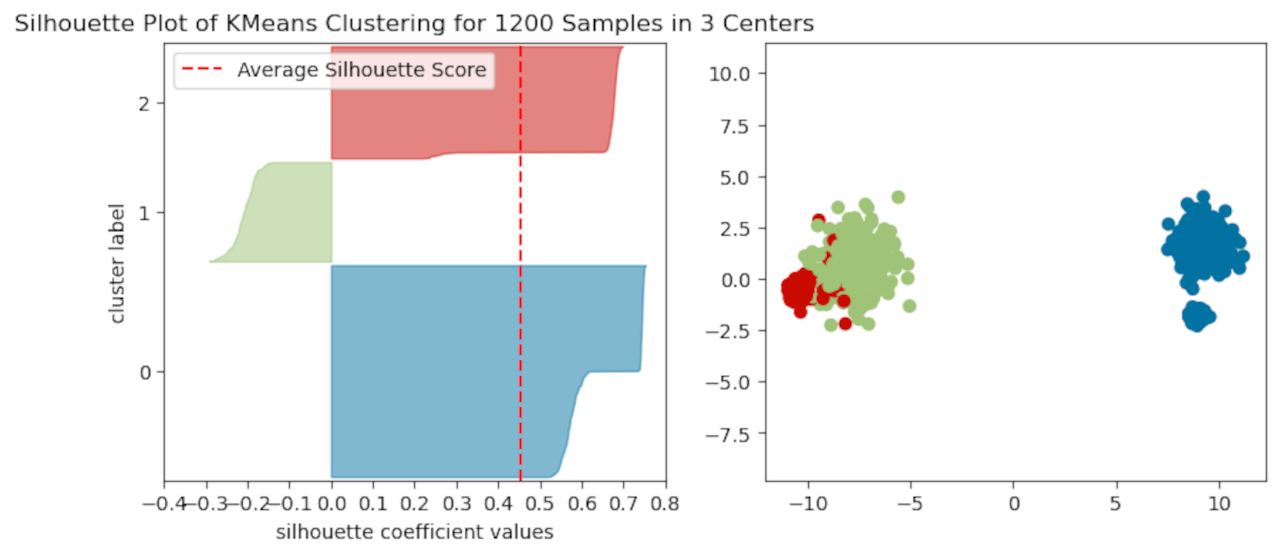 Silhouette Plot of KMeans Clustering for 1200 Samples in 3 Centers
Average Silhouette Score
cluster label
2
1
0
−0.4 −0.3 −0.2 −0.1 0.0 0.1 0.2 0.3 0.4 0.5 0.6 0.7 0.8
silhouette coefficient values
10.0
7.5
5.0
2.5
0.0
−2.5
−5.0
−7.5
−10 −5 0 5 10